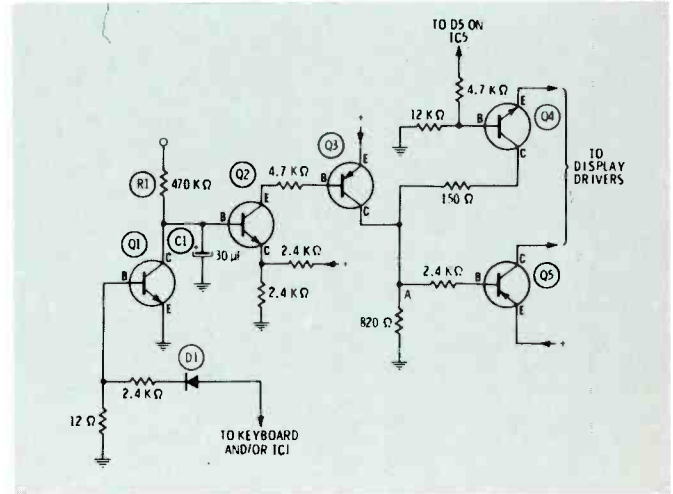 TO D5 ON
IC5
4.7 KΩ
12 KΩ
B
E
C
Q4
TO
DISPLAY
DRIVERS
+
Q3
E
B
C
4.7 KΩ
150 Ω
R1
470 KΩ
Q2
B
E
C
Q1
C1
+
30 μf
C
B
E
2.4 KΩ
+
2.4 KΩ
A
2.4 KΩ
B
C
E
Q5
+
820 Ω
D1
2.4 KΩ
12 Ω
TO KEYBOARD
AND/OR IC1